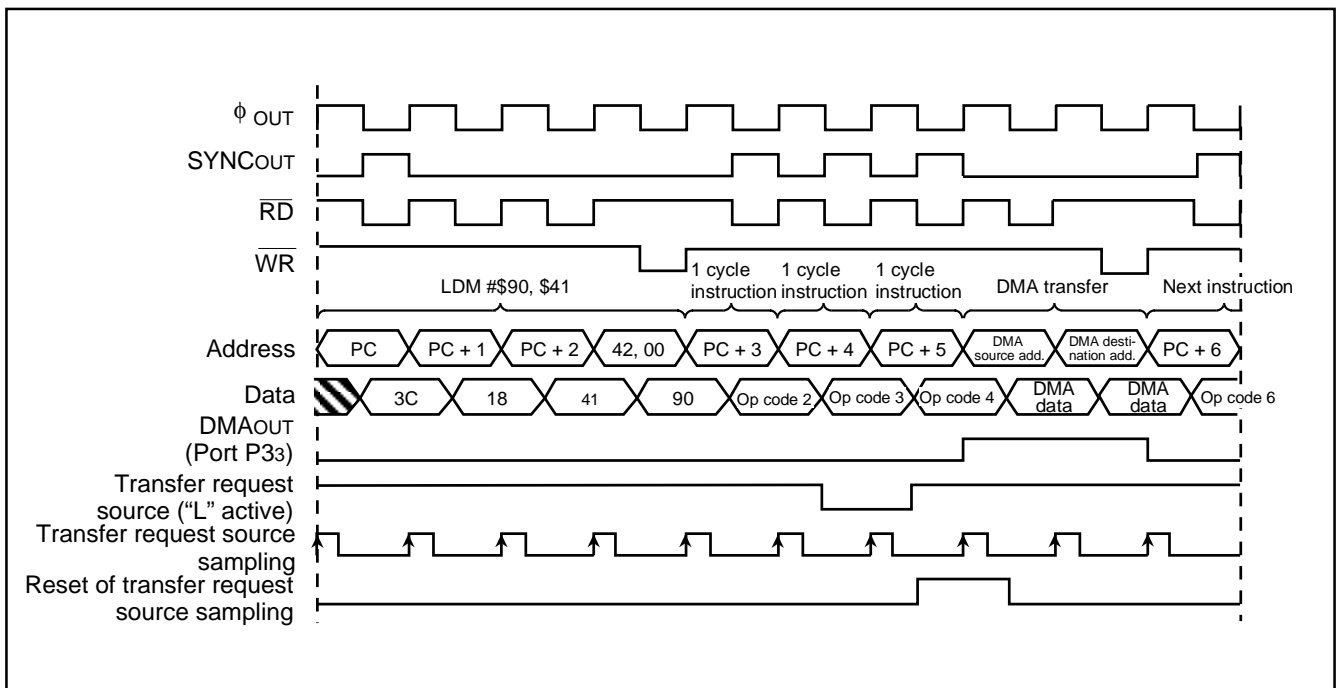 ϕ OUT
SYNCOUT
RD
WR
1 cycle instruction
1 cycle instruction
1 cycle instruction
LDM #$90, $41
DMA transfer
Next instruction
Address
PC
PC + 1
PC + 2
42, 00
PC + 3
PC + 4
PC + 5
DMA source add.
DMA desti-nation add.
PC + 6
Data
3C
18
41
90
Op code 2
Op code 3
Op code 4
DMA data
DMA data
Op code 6
DMAOUT
(Port P33)
Transfer request
source (“L” active)
Transfer request source
sampling
Reset of transfer request
source sampling